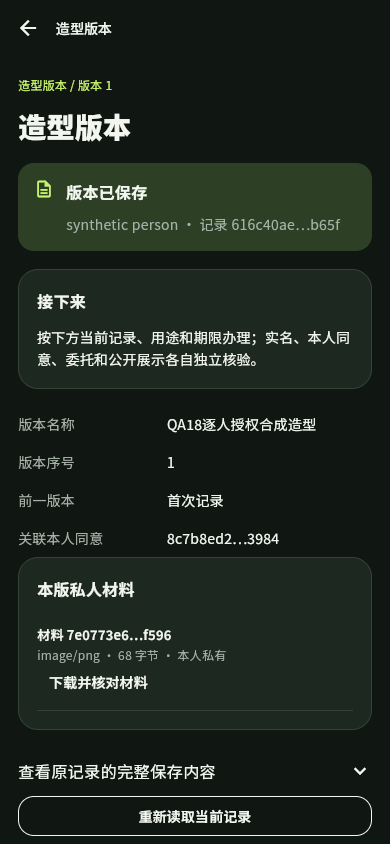 造型版本
造型版本 / 版本 1
造型版本
版本已保存
synthetic person • 记录 616c40ae…b65f
接下来
按下方当前记录、用途和期限办理；实名、本人同
意、委托和公开展示各自独立核验。
版本名称 QA18逐人授权合成造型
版本序号 1
前一版本 首次记录
关联本人同意 8c7b8ed2…3984
本版私人材料
材料 7e0773e6…f596
image/png • 68 字节 • 本人私有
下载并核对材料
查看原记录的完整保存内容
重新读取当前记录